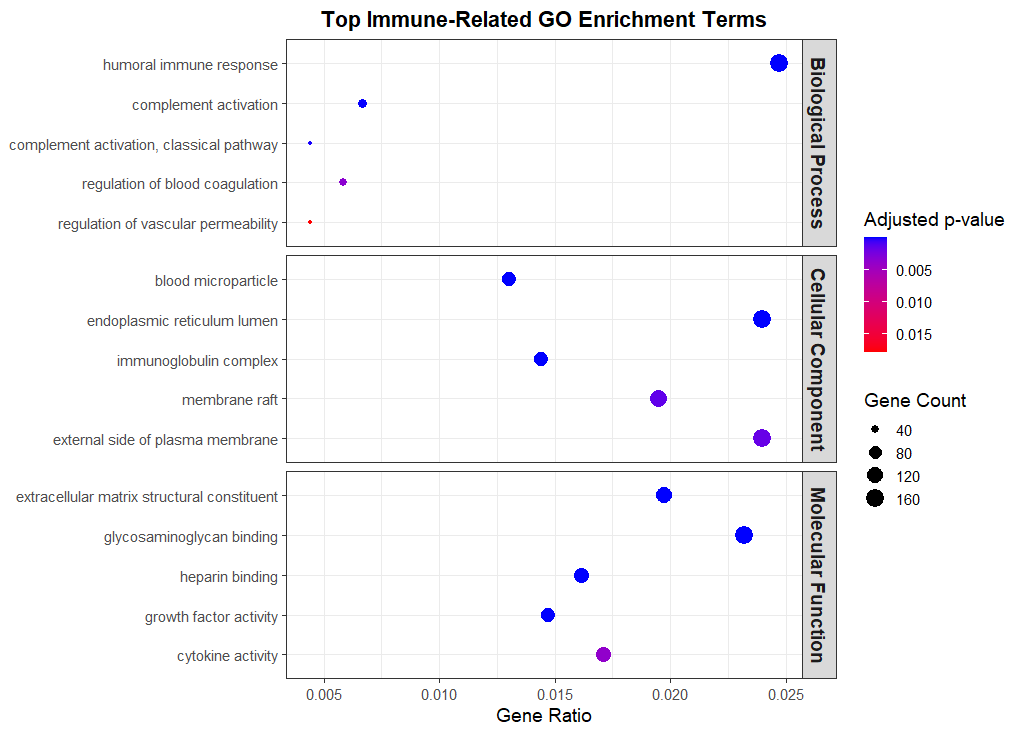 Top Immune-Related GO Enrichment Terms
humoral immune response
complement activation
complement activation, classical pathway
regulation of blood coagulation
regulation of vascular permeability
Biological Process
blood microparticle
endoplasmic reticulum lumen
immunoglobulin complex
membrane raft
external side of plasma membrane
Cellular Component
extracellular matrix structural constituent
glycosaminoglycan binding
heparin binding
growth factor activity
cytokine activity
Molecular Function
0.005 0.010 0.015 0.020 0.025
Gene Ratio
Adjusted p-value
0.005
0.010
0.015
Gene Count
40
80
120
160